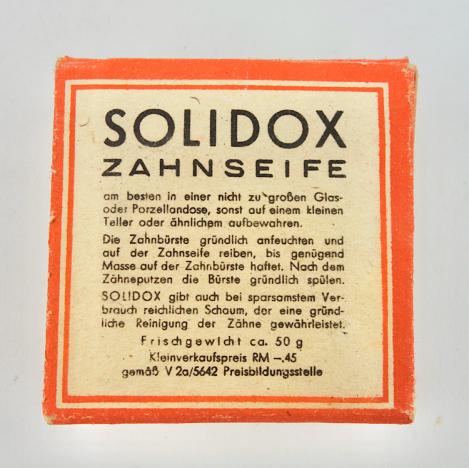 SOLIDOX
ZAHNSEIFE
am besten in einer nicht zu großen Glas-
oder Porzellandose, sonst auf einem kleinen
Teller oder ähnlichem aufbewahren.
Die Zahnbürste gründlich anfeuchten und
auf der Zahnseife reiben, bis genügend
Masse auf der Zahnbürste haftet. Nach dem
Zähneputzen die Bürste gründlich spülen.
SOLIDOX gibt auch bei sparsamstem Ver-
brauch reichlichen Schaum, der eine gründ-
liche Reinigung der Zähne gewährleistet.
Frischgewicht ca. 50 g
Kleinverkaufspreis RM —.45
gemäß V 2a/5642 Preisbildungsstelle